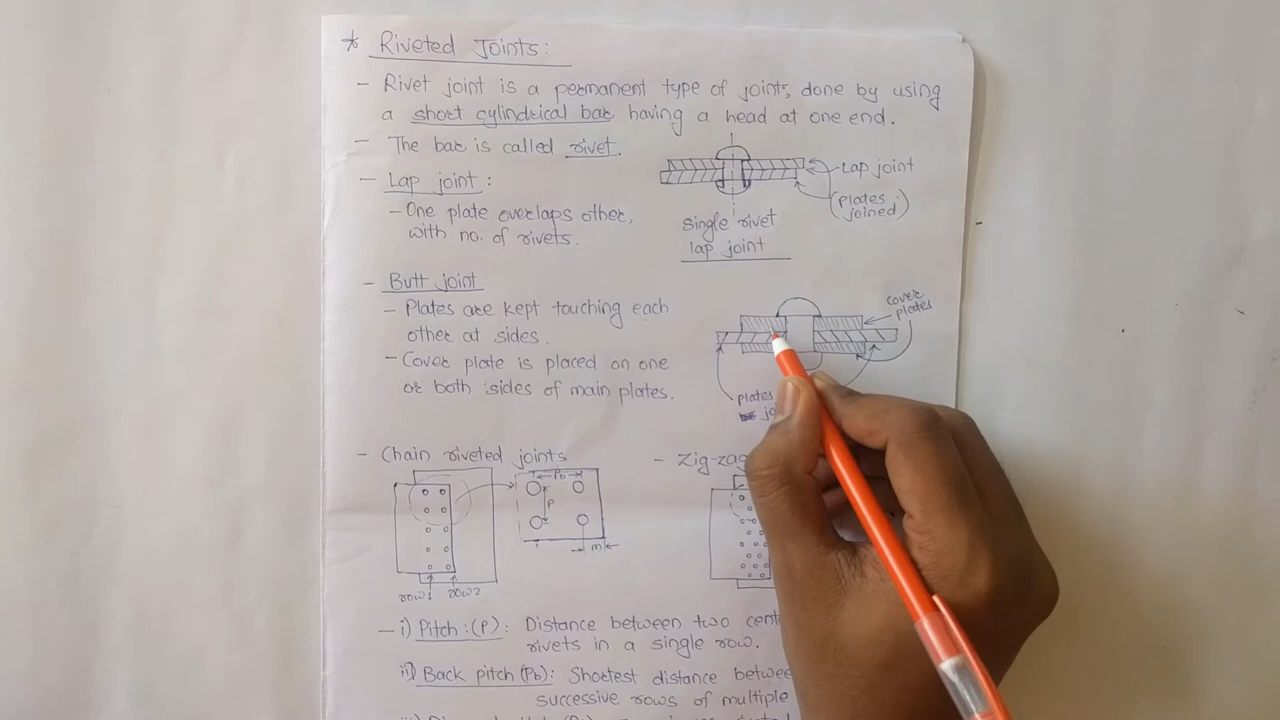 * Riveted Joints:
- Rivet joint is a permanent type of joint, done by using
a short cylindrical bar having a head at one end.
- The bar is called rivet.
- Lap joint:
- One plate overlaps other,
with no. of rivets.
Lap joint
(Plates
joined)
single rivet
lap joint
- Butt joint:
- Plates are kept touching each
other at sides.
- Cover plate is placed on one
or both sides of main plates.
cover
plates
plates
- Chain riveted joints
Pb
P
m
row1 row2
- Zig-zag
- i) Pitch:(P): Distance between two
rivets in a single row.
ii) Back pitch (Pb): Shortest distance between
successive rows of multiple